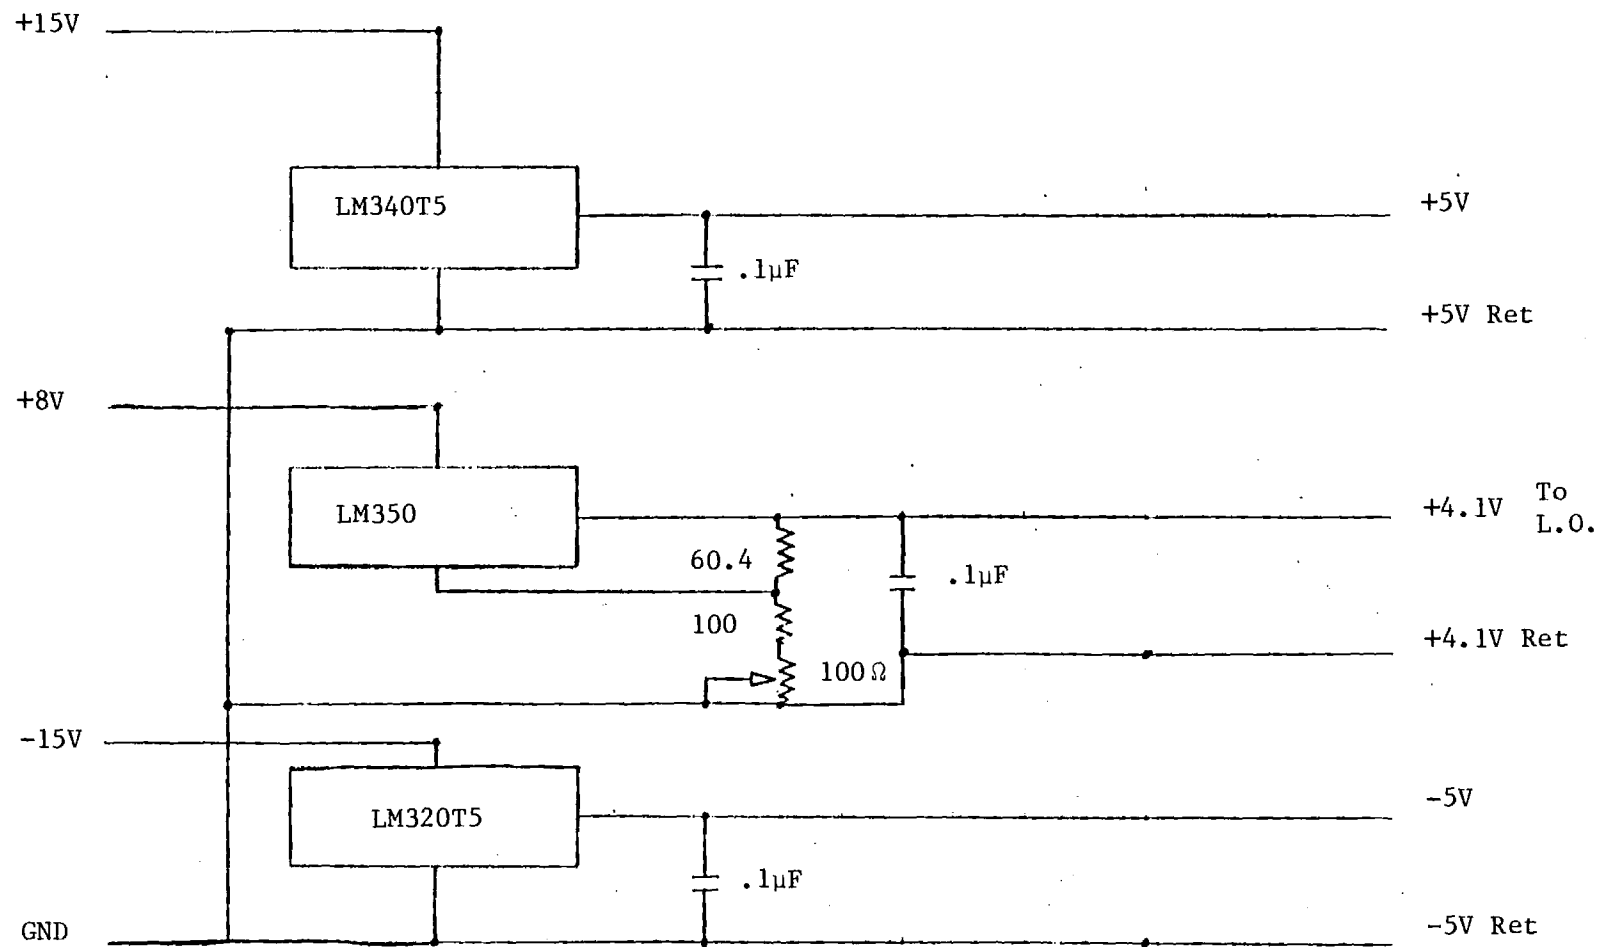 +15V
LM340T5
+5V
.1µF
+5V Ret
+8V
LM350
+4.1V To
L.O.
60.4
.1µF
100
+4.1V Ret
100Ω
-15V
LM320T5
-5V
.1µF
GND
-5V Ret